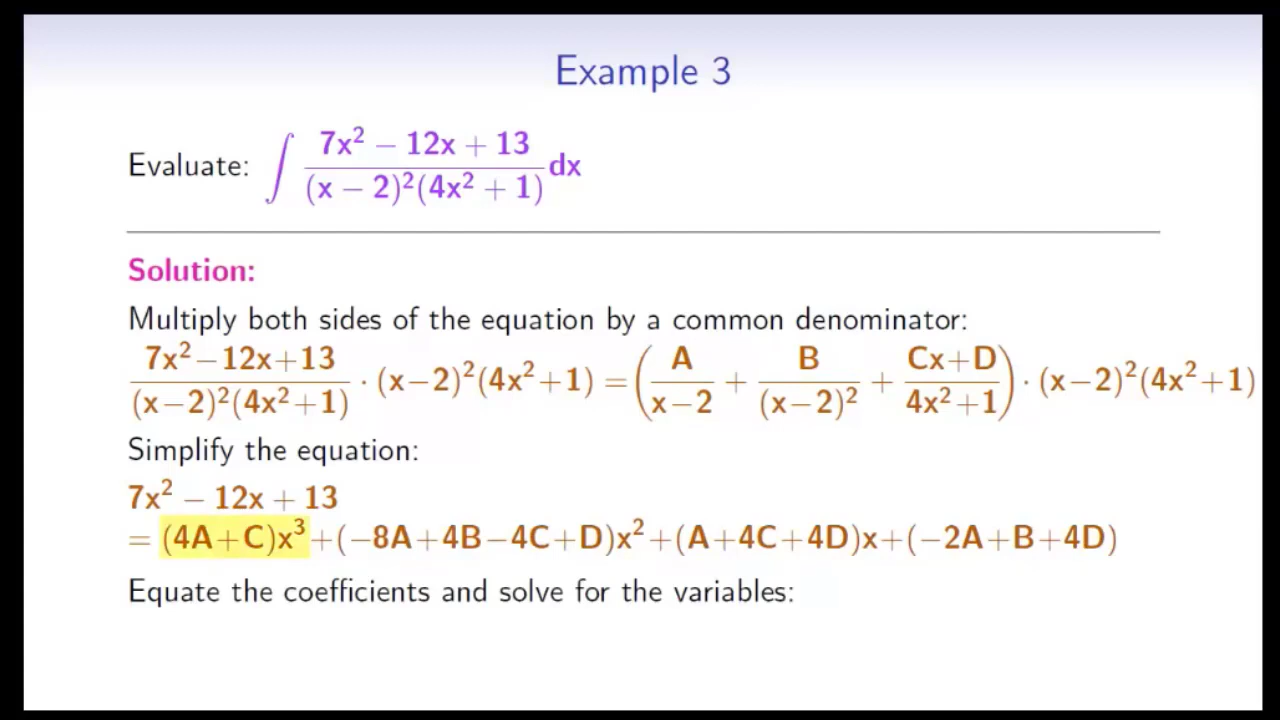 Example 3
Evaluate: ∫ (7x² − 12x + 13)/((x − 2)²(4x² + 1)) dx
Solution:
Multiply both sides of the equation by a common denominator:
(7x²−12x+13)/((x−2)²(4x²+1)) · (x−2)²(4x²+1) = (A/(x−2) + B/(x−2)² + (Cx+D)/(4x²+1)) · (x−2)²(4x²+1)
Simplify the equation:
7x² − 12x + 13
= (4A+C)x³+(−8A+4B−4C+D)x²+(A+4C+4D)x+(−2A+B+4D)
Equate the coefficients and solve for the variables: